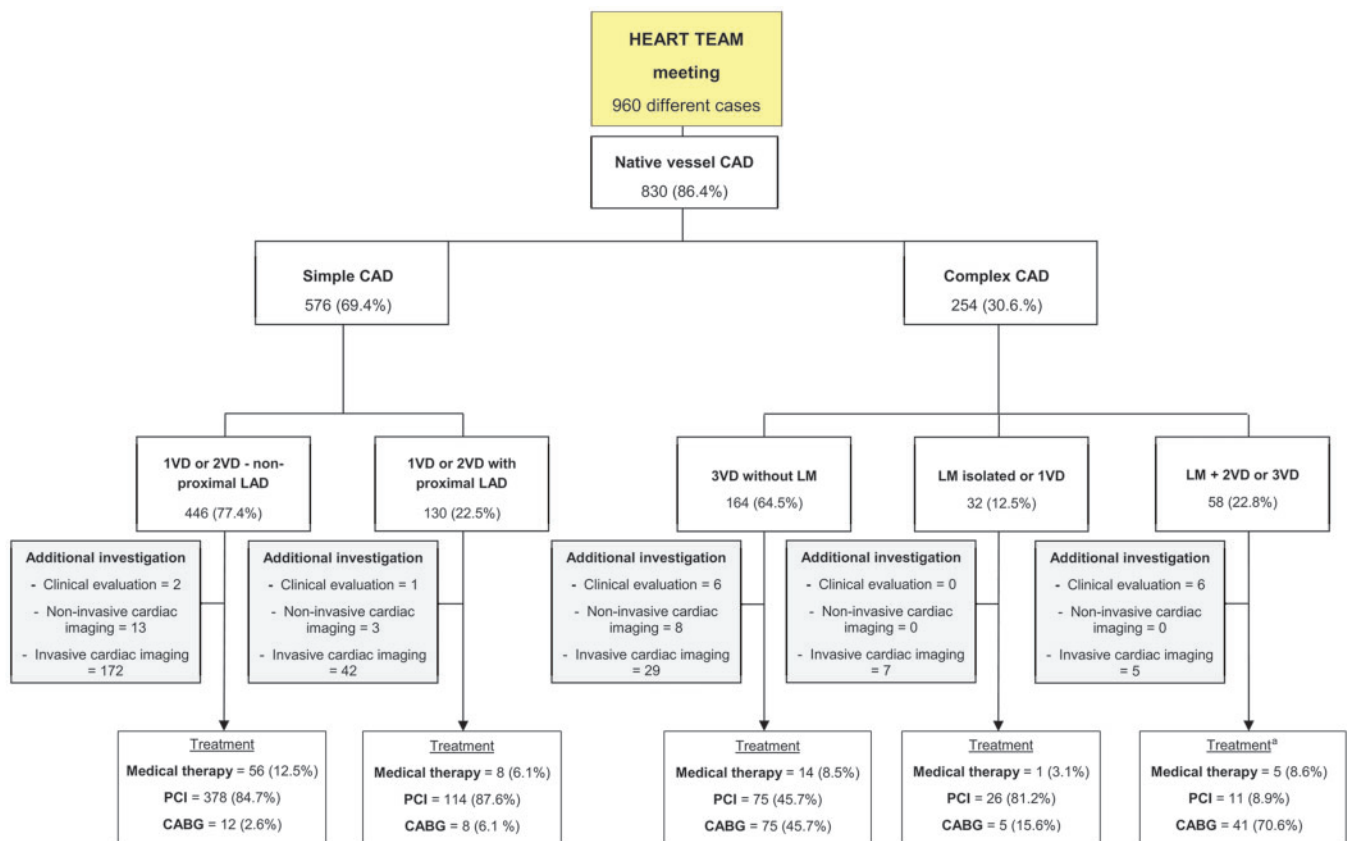 HEART TEAM
meeting
960 different cases
Native vessel CAD
830 (86.4%)
Simple CAD
576 (69.4%)
Complex CAD
254 (30.6.%)
1VD or 2VD - non-
proximal LAD
446 (77.4%)
1VD or 2VD with
proximal LAD
130 (22.5%)
3VD without LM
164 (64.5%)
LM isolated or 1VD
32 (12.5%)
LM + 2VD or 3VD
58 (22.8%)
Additional investigation
- Clinical evaluation = 2
- Non-invasive cardiac
imaging = 13
- Invasive cardiac imaging
= 172
Additional investigation
- Clinical evaluation = 1
- Non-invasive cardiac
imaging = 3
- Invasive cardiac imaging
= 42
Additional investigation
- Clinical evaluation = 6
- Non-invasive cardiac
imaging = 8
- Invasive cardiac imaging
= 29
Additional investigation
- Clinical evaluation = 0
- Non-invasive cardiac
imaging = 0
- Invasive cardiac imaging
= 7
Additional investigation
- Clinical evaluation = 6
- Non-invasive cardiac
imaging = 0
- Invasive cardiac imaging
= 5
Treatment
Medical therapy = 56 (12.5%)
PCI = 378 (84.7%)
CABG = 12 (2.6%)
Treatment
Medical therapy = 8 (6.1%)
PCI = 114 (87.6%)
CABG = 8 (6.1 %)
Treatment
Medical therapy = 14 (8.5%)
PCI = 75 (45.7%)
CABG = 75 (45.7%)
Treatment
Medical therapy = 1 (3.1%)
PCI = 26 (81.2%)
CABG = 5 (15.6%)
Treatmentᵃ
Medical therapy = 5 (8.6%)
PCI = 11 (8.9%)
CABG = 41 (70.6%)